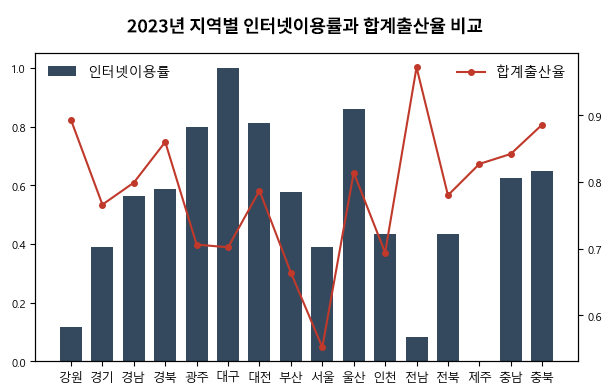 2023년 지역별 인터넷이용률과 합계출산율 비교
인터넷이용률
합계출산율
1.0
0.8
0.6
0.4
0.2
0.0
0.9
0.8
0.7
0.6
강원 경기 경남 경북 광주 대구 대전 부산 서울 울산 인천 전남 전북 제주 충남 충북